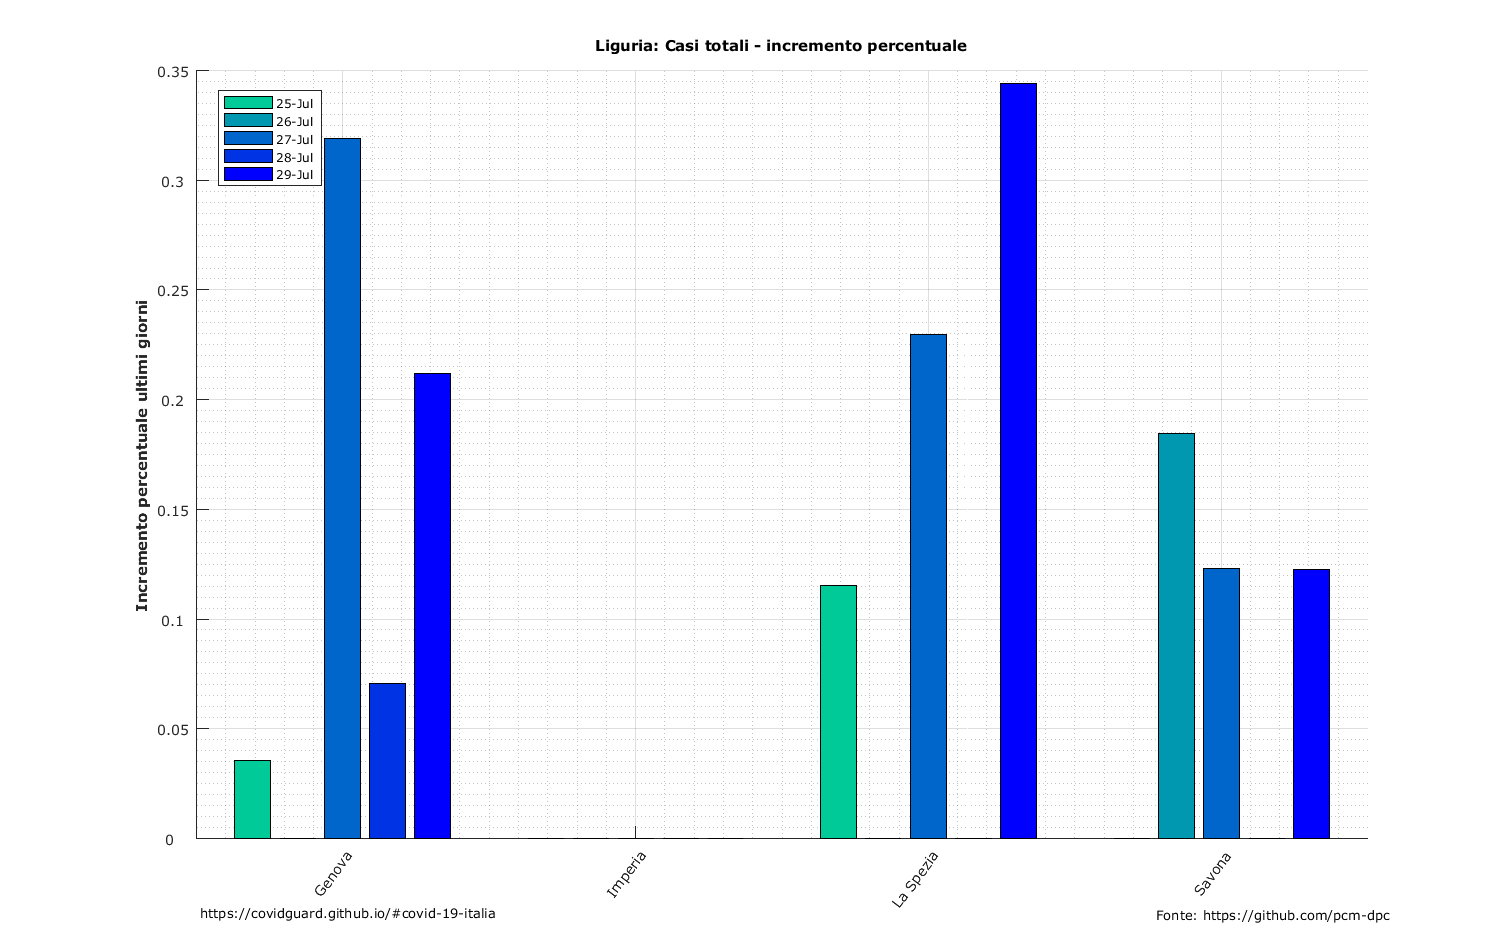 Liguria: Casi totali - incremento percentuale
0.35
0.3
0.25
0.2
0.15
0.1
0.05
0
Incremento percentuale ultimi giorni
25-Jul
26-Jul
27-Jul
28-Jul
29-Jul
Genova
Imperia
La Spezia
Savona
https://covidguard.github.io/#covid-19-italia
Fonte: https://github.com/pcm-dpc